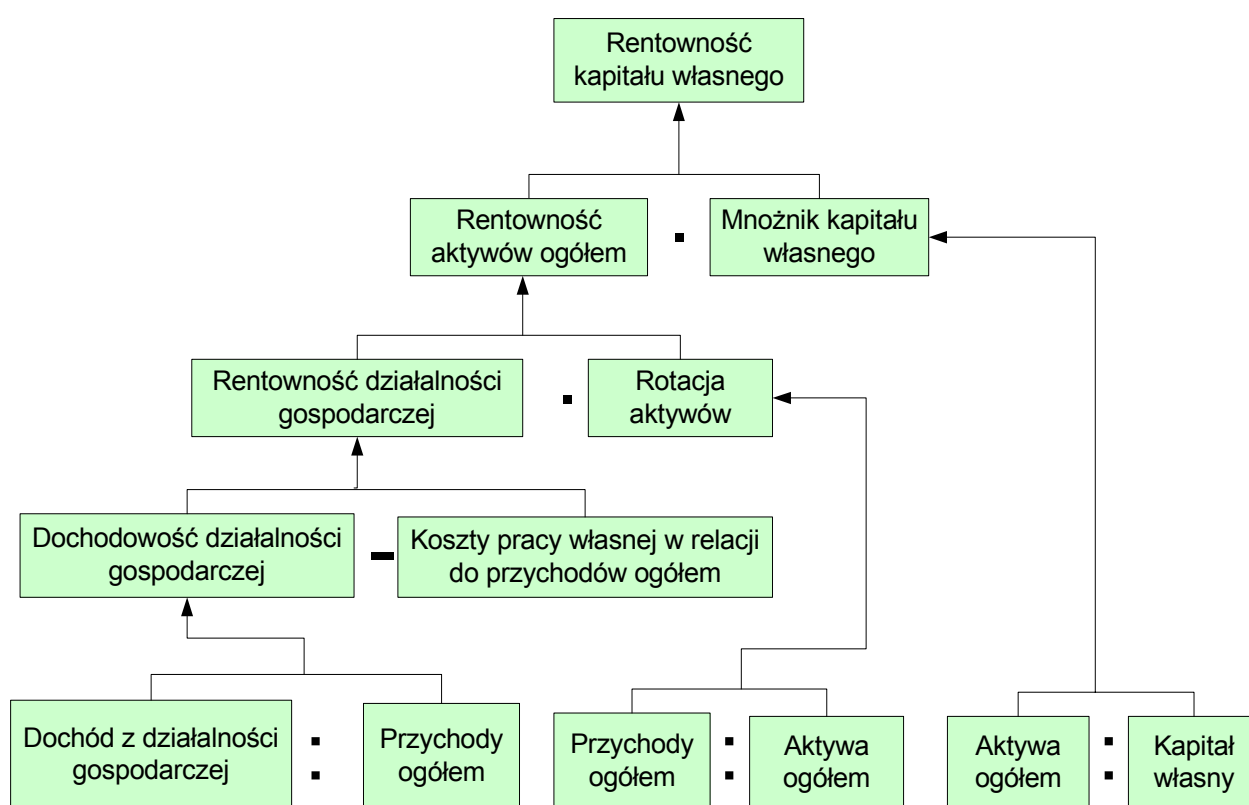 Rentowność
kapitału własnego
Rentowność
aktywów ogółem
Mnożnik kapitału
własnego
Rentowność działalności
gospodarczej
Rotacja
aktywów
Dochodowość działalności
gospodarczej
Koszty pracy własnej w relacji
do przychodów ogółem
Dochód z działalności
gospodarczej
Przychody
ogółem
Przychody
ogółem
Aktywa
ogółem
Aktywa
ogółem
Kapitał
własny